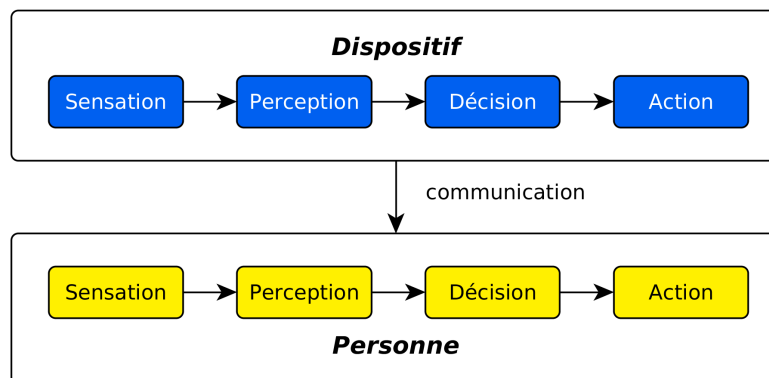 Dispositif
Sensation Perception Décision Action
communication
Sensation Perception Décision Action
Personne